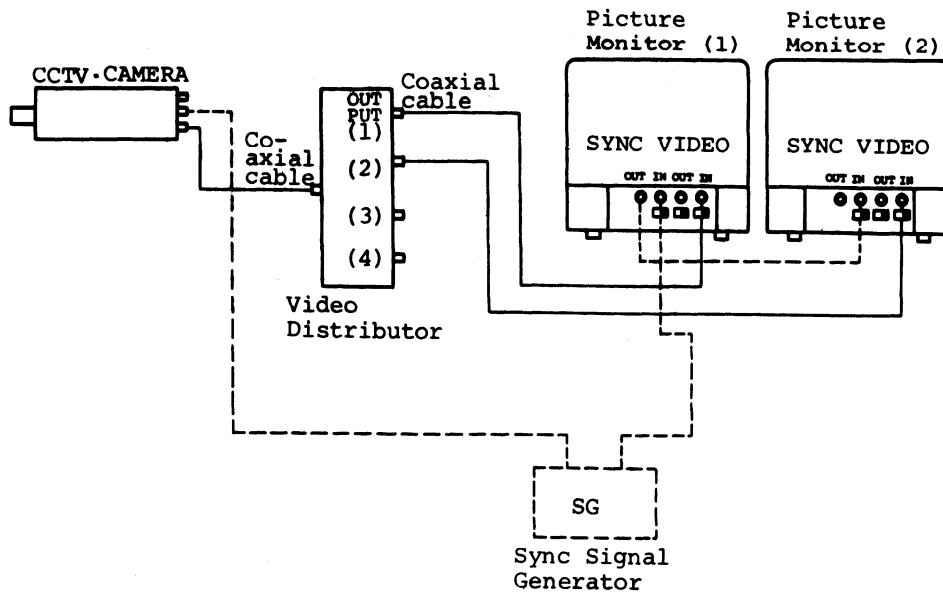 Picture
Monitor (1)
Picture
Monitor (2)
CCTV·CAMERA
Coaxial
cable
OUT
PUT
(1)
(2)
(3)
(4)
Co-
axial
cable
SYNC VIDEO
OUT IN OUT IN
SYNC VIDEO
OUT IN OUT IN
Video
Distributor
SG
Sync Signal
Generator